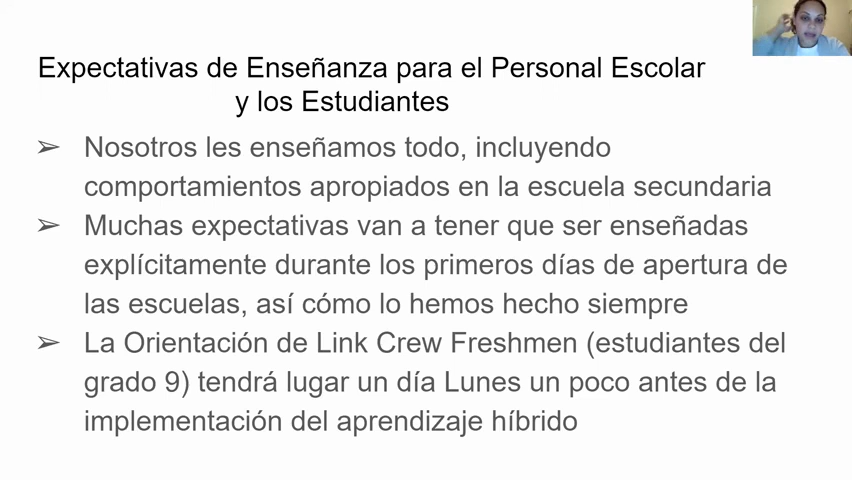 Expectativas de Enseñanza para el Personal Escolar
y los Estudiantes
➢ Nosotros les enseñamos todo, incluyendo
comportamientos apropiados en la escuela secundaria
➢ Muchas expectativas van a tener que ser enseñadas
explícitamente durante los primeros días de apertura de
las escuelas, así cómo lo hemos hecho siempre
➢ La Orientación de Link Crew Freshmen (estudiantes del
grado 9) tendrá lugar un día Lunes un poco antes de la
implementación del aprendizaje híbrido